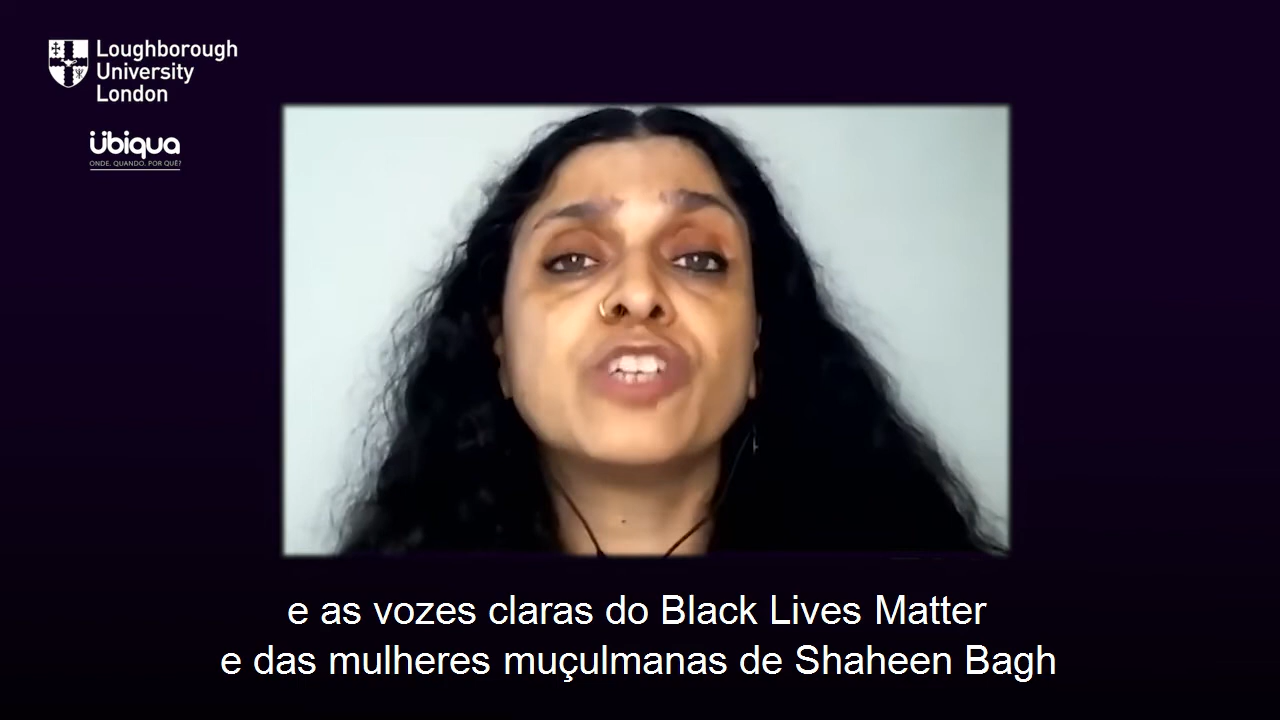 Loughborough
University
London
Übiqua
ONDE. QUANDO. POR QUÊ?
e as vozes claras do Black Lives Matter
e das mulheres muçulmanas de Shaheen Bagh